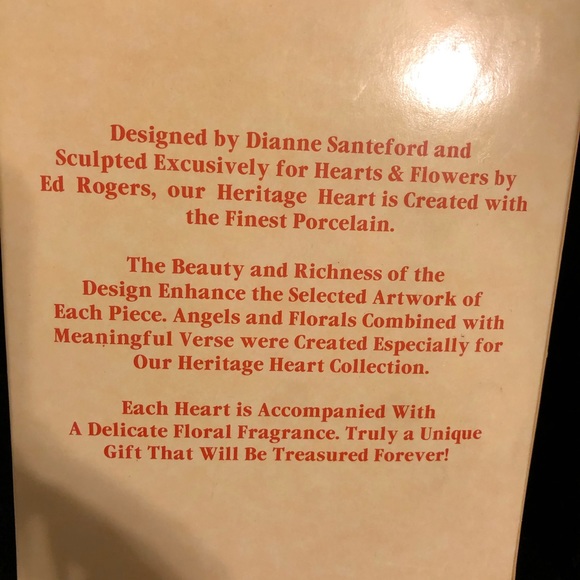 Designed by Dianne Santeford and
Sculpted Excusively for Hearts & Flowers by
Ed Rogers, our Heritage Heart is Created with
the Finest Porcelain.
The Beauty and Richness of the
Design Enhance the Selected Artwork of
Each Piece. Angels and Florals Combined with
Meaningful Verse were Created Especially for
Our Heritage Heart Collection.
Each Heart is Accompanied With
A Delicate Floral Fragrance. Truly a Unique
Gift That Will Be Treasured Forever!